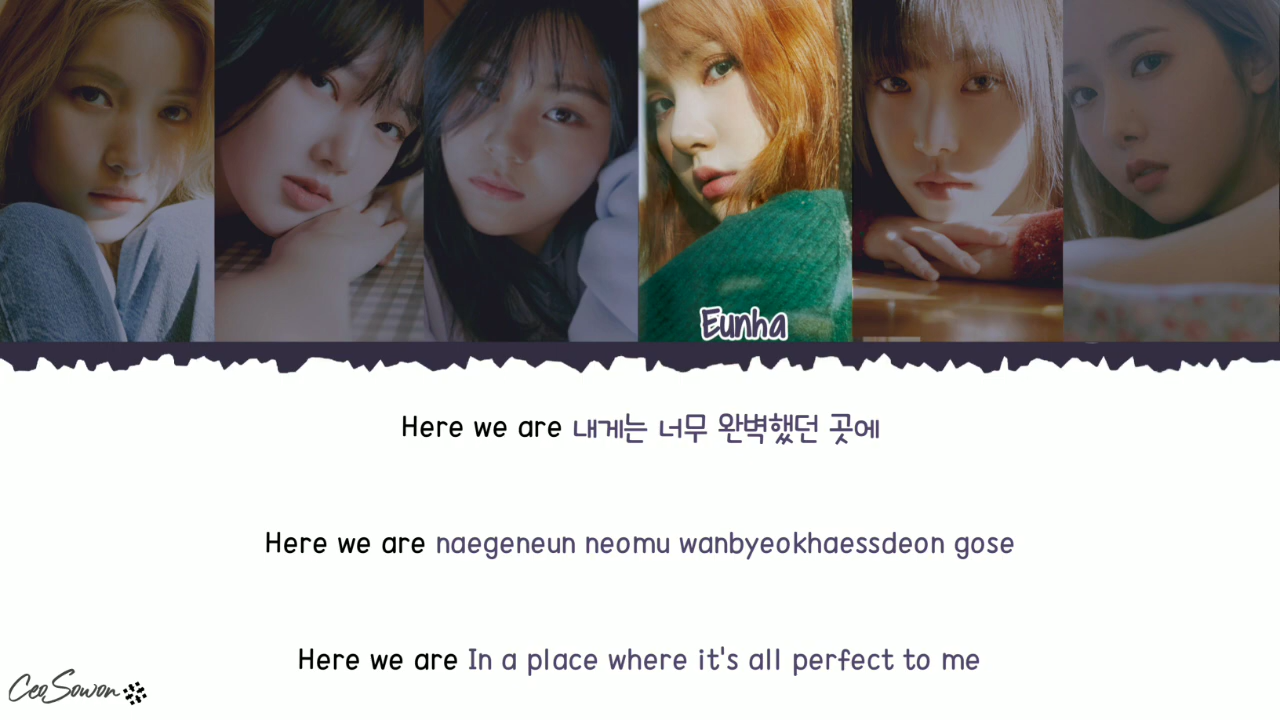 Eunha
Here we are 내게는 너무 완벽했던 곳에
Here we are naegeneun neomu wanbyeokhaessdeon gose
Here we are In a place where it's all perfect to me
CeoSowon